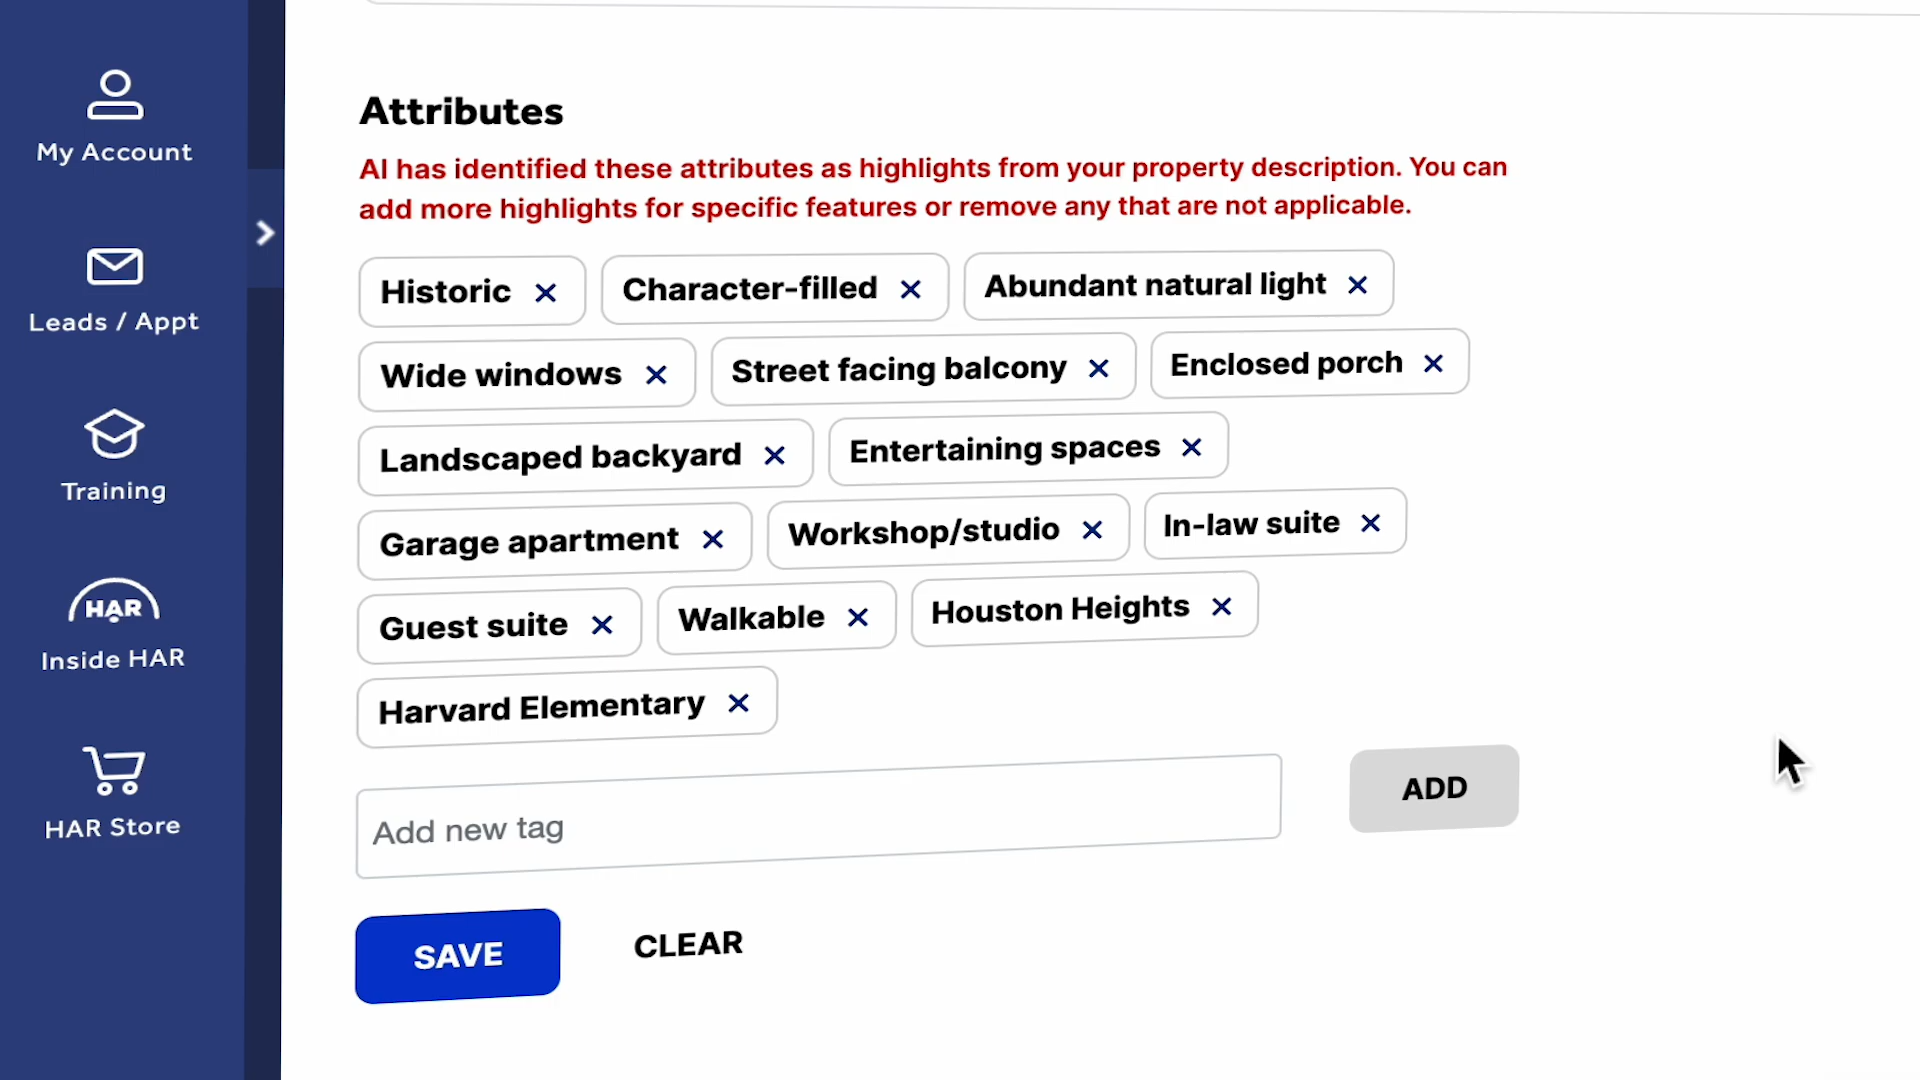 My Account
Leads / Appt
Training
HAR
Inside HAR
HAR Store
Attributes
AI has identified these attributes as highlights from your property description. You can
add more highlights for specific features or remove any that are not applicable.
Historic ×
Character-filled ×
Abundant natural light ×
Wide windows ×
Street facing balcony ×
Enclosed porch ×
Landscaped backyard ×
Entertaining spaces ×
Garage apartment ×
Workshop/studio ×
In-law suite ×
Guest suite ×
Walkable ×
Houston Heights ×
Harvard Elementary ×
Add new tag
ADD
SAVE
CLEAR